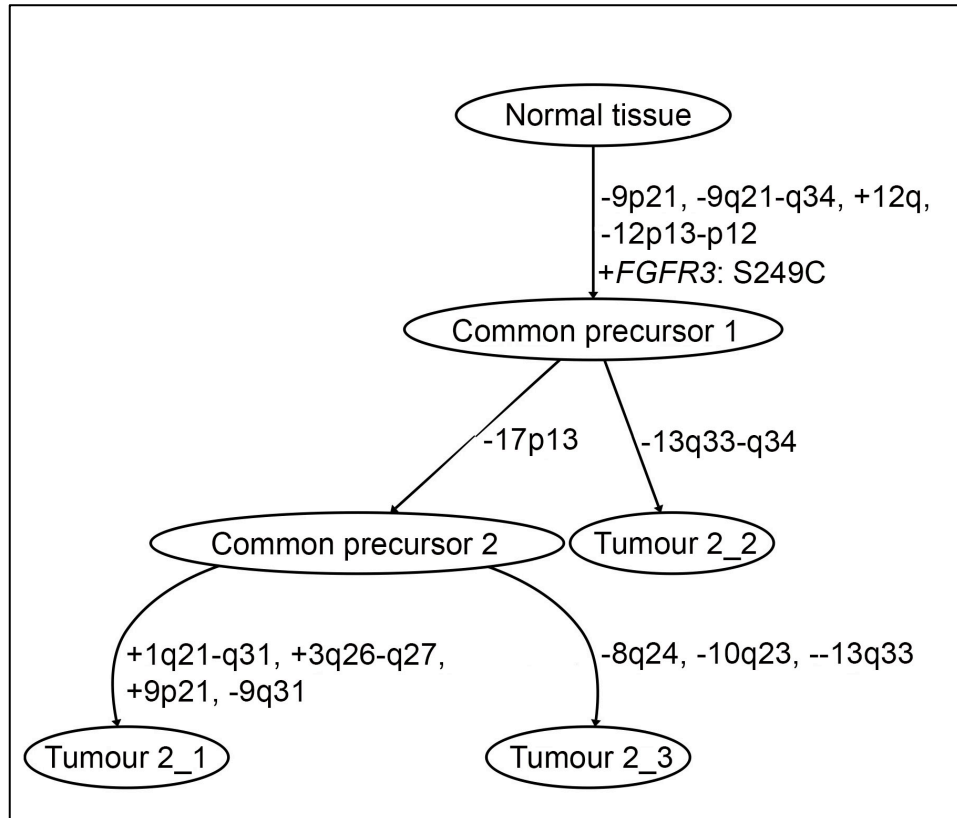 Normal tissue
-9p21, -9q21-q34, +12q,
-12p13-p12
+FGFR3: S249C
Common precursor 1
-17p13
-13q33-q34
Common precursor 2
Tumour 2_2
+1q21-q31, +3q26-q27,
+9p21, -9q31
-8q24, -10q23, --13q33
Tumour 2_1
Tumour 2_3